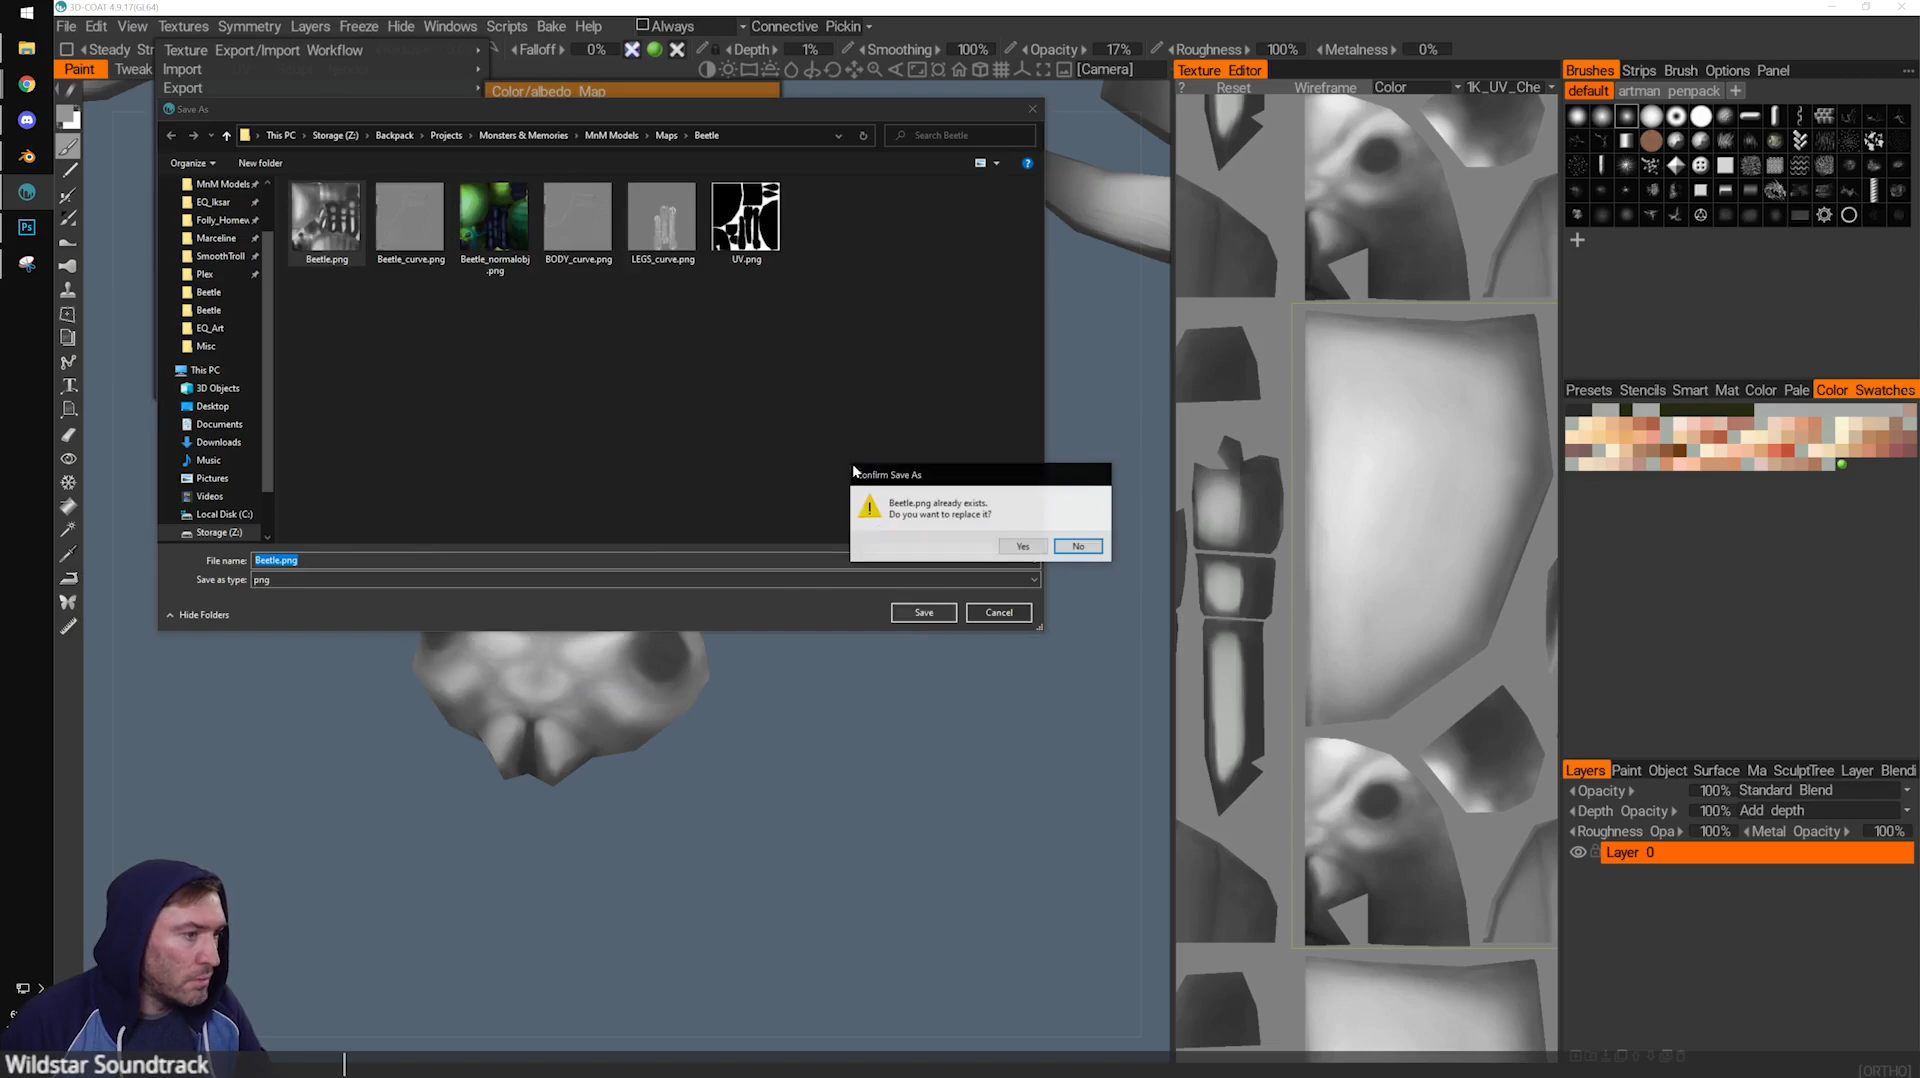 3D-COAT 4.9.17(GL64)
File Edit View Textures Symmetry Layers Freeze Hide Windows Scripts Bake Help Always Connective Pickin
Steady Falloff 0% Depth 1% Smoothing 100% Opacity 17% Roughness 100% Metalness 0%
Texture Export/Import Workflow
Import
Export
Paint Tweak
[Camera]
Color/albedo Map
Save As
This PC > Storage (Z:) > Backpack > Projects > Monsters & Memories > MnM Models > Maps > Beetle
Search Beetle
Organize New folder
MnM Models
EQ_Iksar
Folly_Homew
Marceline
SmoothTroll
Plex
Beetle
Beetle
EQ_Art
Misc
This PC
3D Objects
Desktop
Documents
Downloads
Music
Pictures
Videos
Local Disk (C:)
Storage (Z:)
Beetle.png Beetle_curve.png Beetle_normalobj.png BODY_curve.png LEGS_curve.png UV.png
Confirm Save As
Beetle.png already exists.
Do you want to replace it?
Yes No
File name: Beetle.png
Save as type: png
Hide Folders Save Cancel
Texture Editor
? Reset Wireframe Color 1K_UV_Che
Brushes Strips Brush Options Panel
default artman penpack +
Presets Stencils Smart Mat Color Pale Color Swatches
Layers Paint Object Surface Ma SculptTree Layer Blendi
Opacity 100% Standard Blend
Depth Opacity 100% Add depth
Roughness Opa 100% Metal Opacity 100%
Layer 0
[ORTHO]
Ps
Wildstar Soundtrack